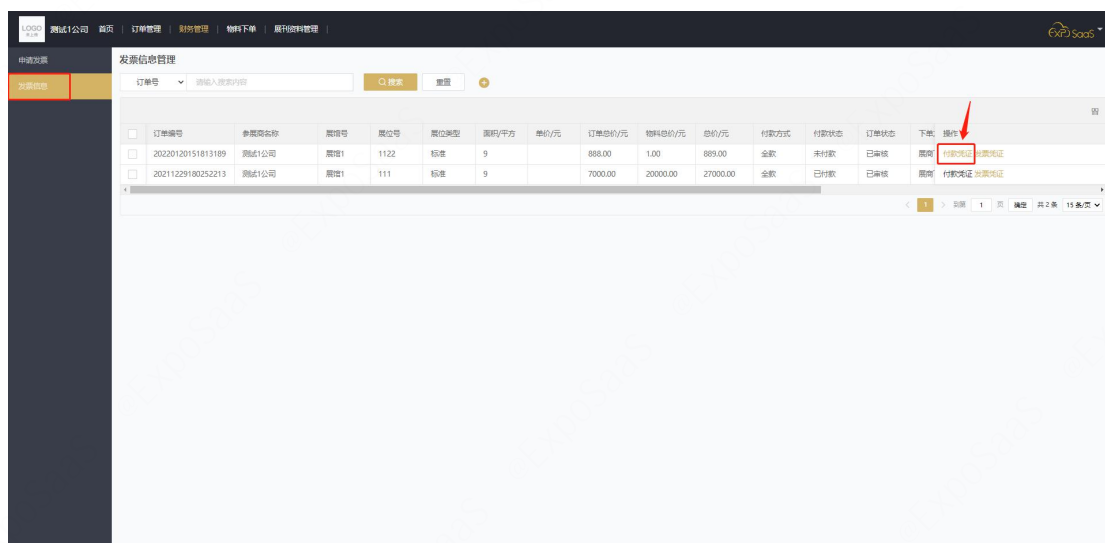 LOGO 测试1公司 首页 | 订单管理 | 财务管理 | 物料下单 | 展刊资料管理 | ExpoSaaS
申请发票
发票信息
发票信息管理
订单号 请输入搜索内容 搜索 重置
订单编号 参展商名称 展馆号 展位号 展位类型 面积/平方 单价/元 订单总价/元 物料总价/元 总价/元 付款方式 付款状态 订单状态 下单 操作
20220120151813189 测试1公司 展馆1 1122 标准 9 888.00 1.00 889.00 全款 未付款 已审核 展商 付款凭证 发票凭证
20211229180252213 测试1公司 展馆1 111 标准 9 7000.00 20000.00 27000.00 全款 已付款 已审核 展商 付款凭证 发票凭证
1 到第 1 页 确定 共 2 条 15 条/页